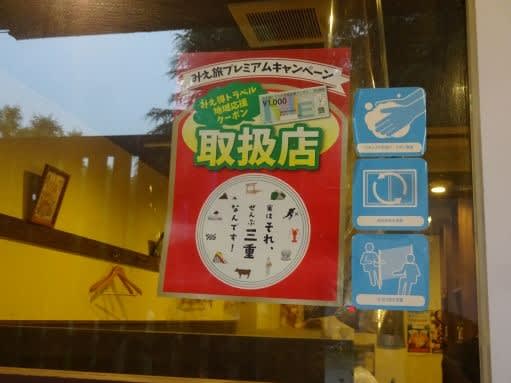 みえ旅プレミアムキャンペーン
みえ得トラベル
地域応援
クーポン
¥1,000
取扱店
実はそれ、
ぜんぶ三重
なんです！